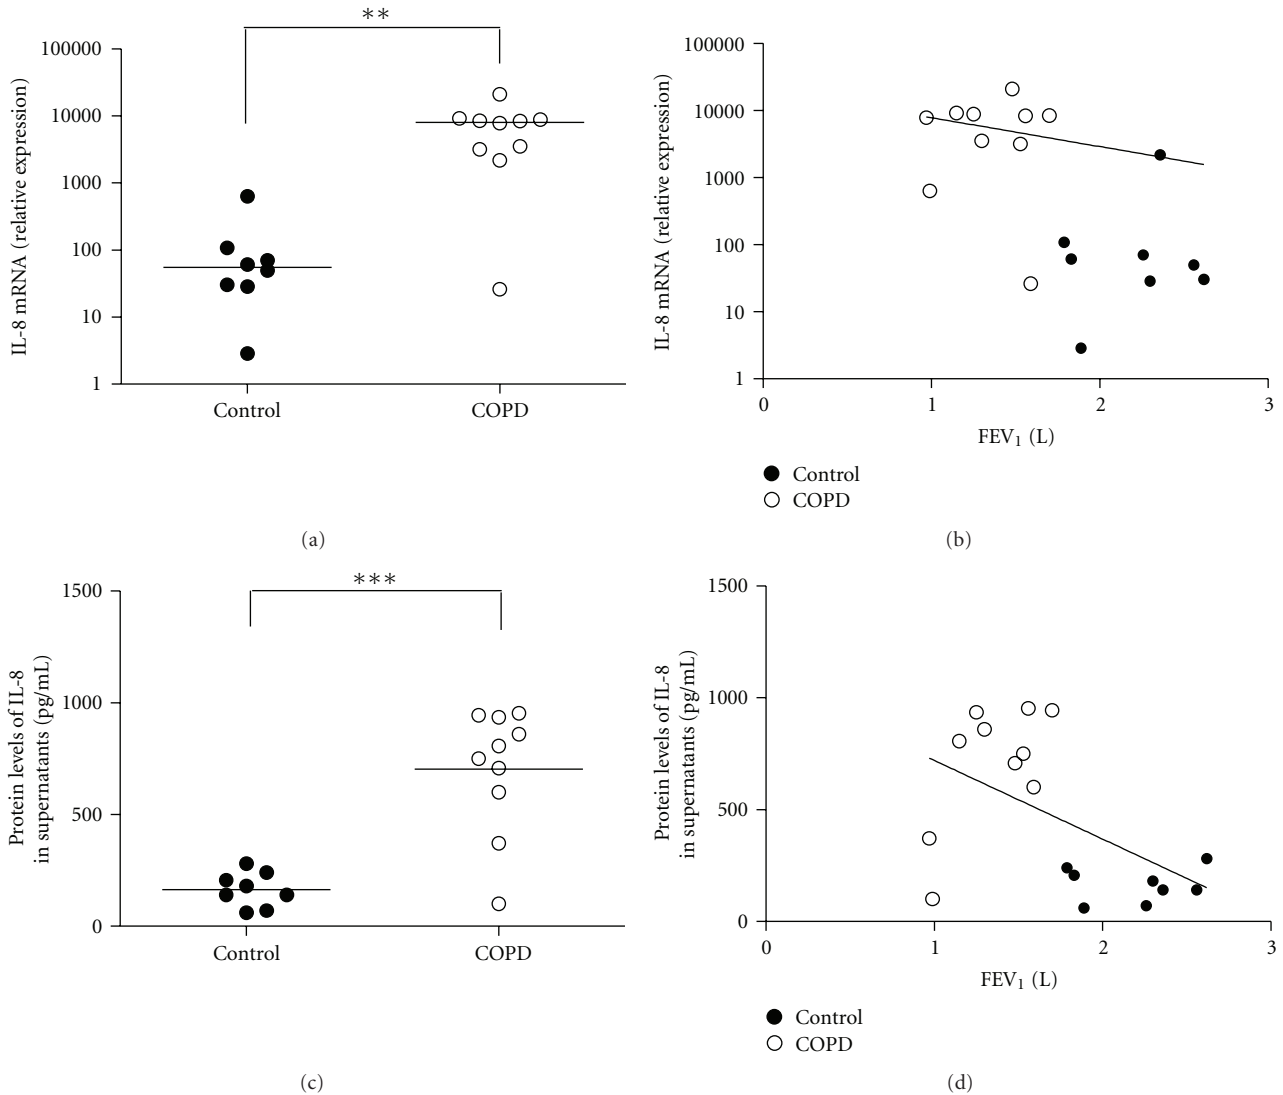 **
100000
10000
1000
100
10
1
IL-8 mRNA (relative expression)
Control
COPD
(a)
100000
10000
1000
100
10
1
IL-8 mRNA (relative expression)
0
1
2
3
FEV₁ (L)
Control
COPD
(b)
***
1500
1000
500
0
Protein levels of IL-8
in supernatants (pg/mL)
Control
COPD
(c)
1500
1000
500
0
Protein levels of IL-8
in supernatants (pg/mL)
0
1
2
3
FEV₁ (L)
Control
COPD
(d)